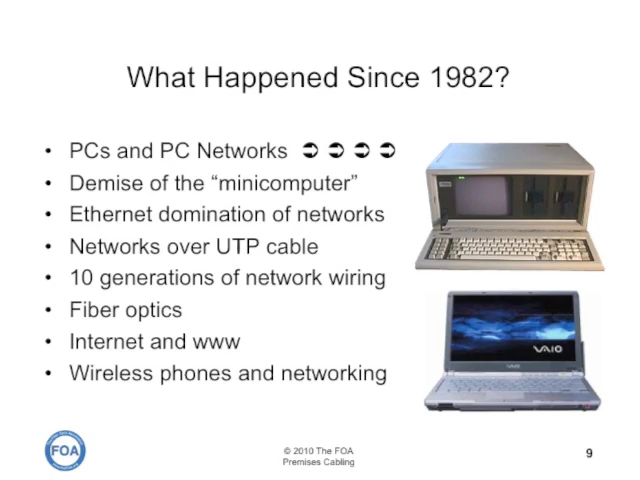 What Happened Since 1982?
• PCs and PC Networks ➲ ➲ ➲ ➲
• Demise of the “minicomputer”
• Ethernet domination of networks
• Networks over UTP cable
• 10 generations of network wiring
• Fiber optics
• Internet and www
• Wireless phones and networking
VAIO
VAIO
FOA
© 2010 The FOA
Premises Cabling
9